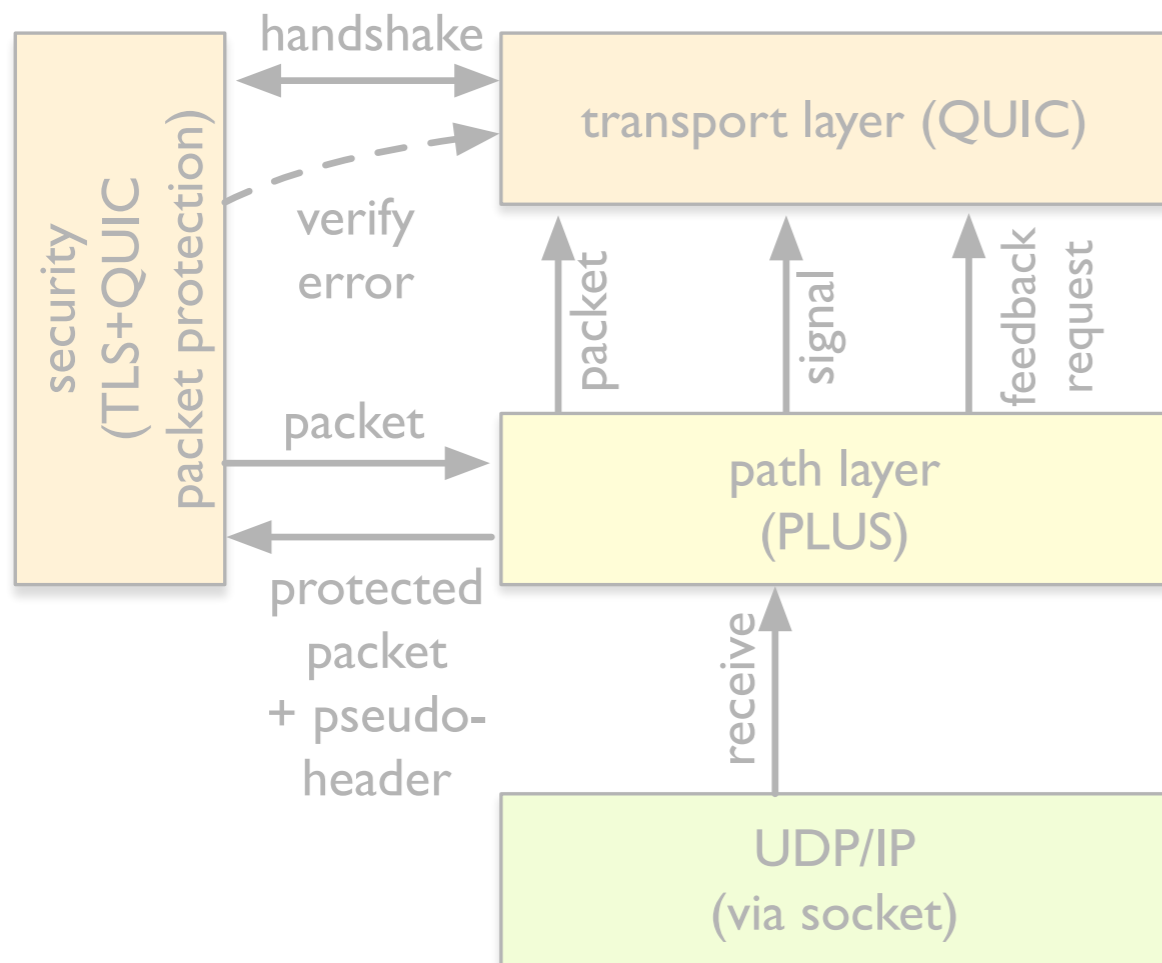 handshake
transport layer (QUIC)
security
(TLS+QUIC
packet protection)
verify
error
packet
signal
feedback
request
packet
path layer
(PLUS)
protected
packet
+ pseudo-
header
receive
UDP/IP
(via socket)